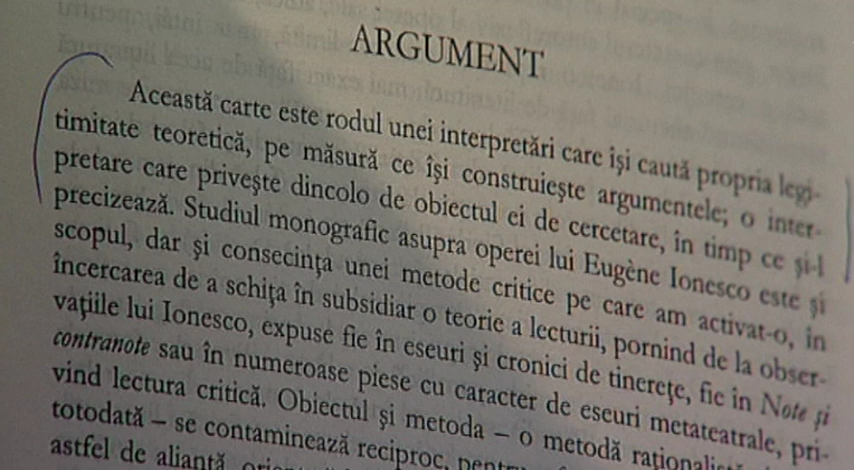 ARGUMENT
Această carte este rodul unei interpretări care își caută propria legi-
timitate teoretică, pe măsură ce își construiește argumentele; o inter-
pretare care privește dincolo de obiectul ei de cercetare, în timp ce și-l
precizează. Studiul monografic asupra operei lui Eugène Ionesco este și
scopul, dar și consecința unei metode critice pe care am activat-o, în
încercarea de a schița în subsidiar o teorie a lecturii, pornind de la obser-
vațiile lui Ionesco, expuse fie în eseuri și cronici de tinerețe, fie în Note și
contranote sau în numeroase piese cu caracter de eseuri metateatrale, pri-
vind lectura critică. Obiectul și metoda – o metodă
totodată – se contaminează reciproc,
astfel de alianță